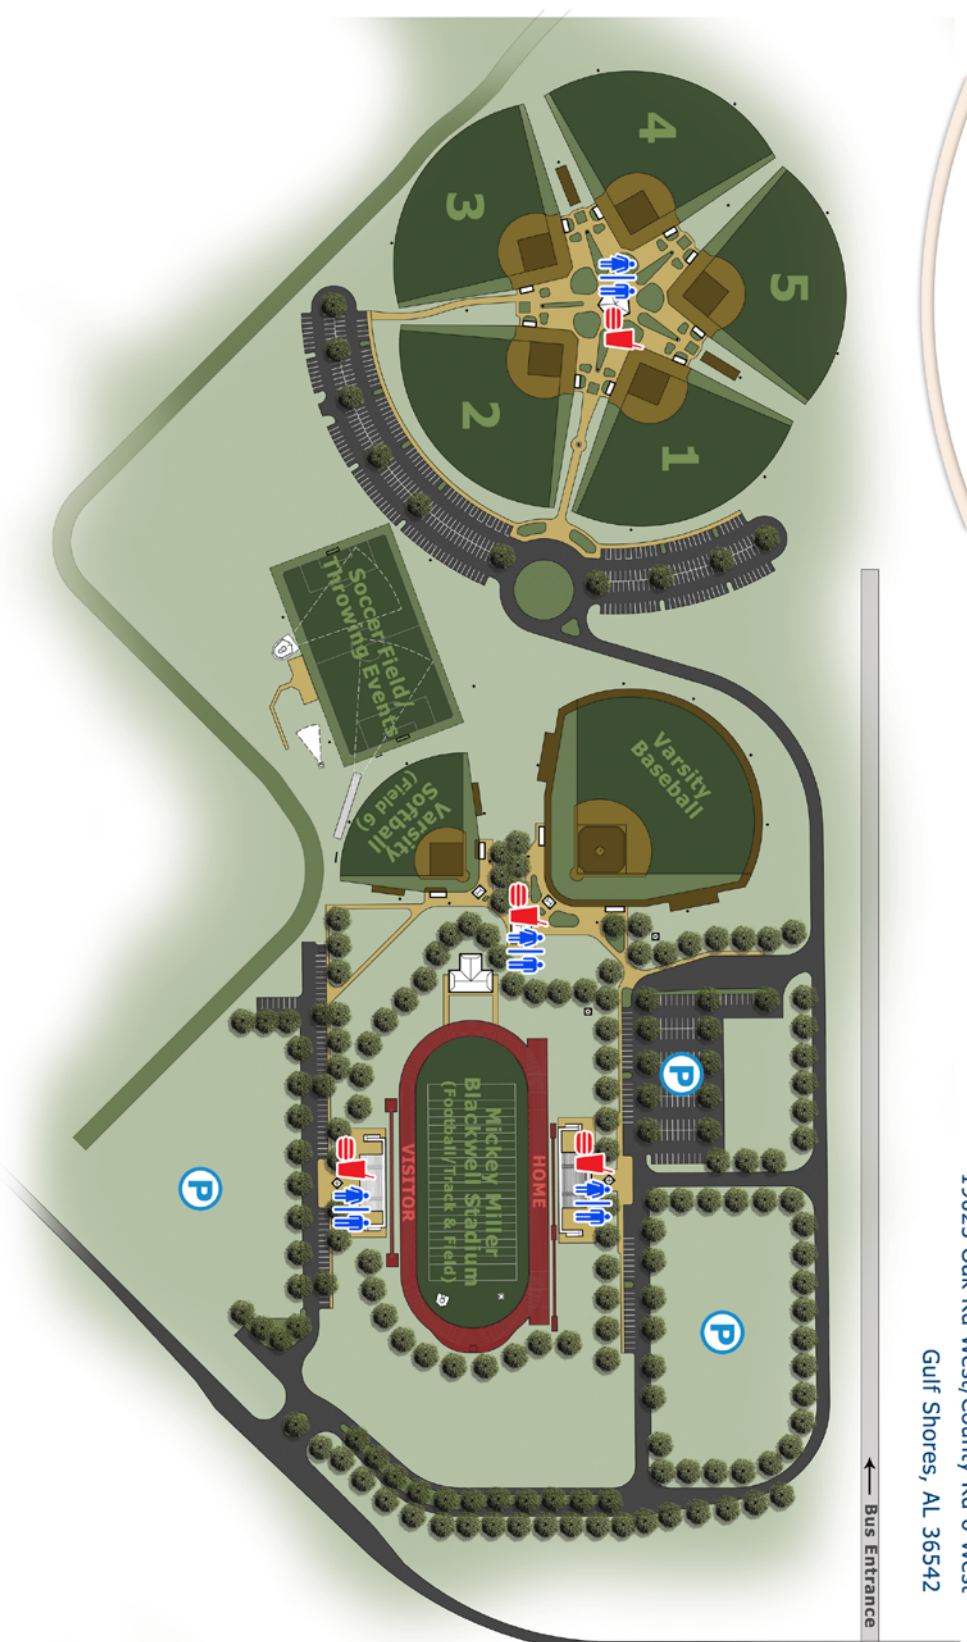 Gulf Shores, AL 36542
Bus Entrance
4
3
5
2
1
Soccer Field/
Throwing Events
Varsity
Baseball
Varsity
Softball
(Field 6)
Mickey Miller
Blackwell Stadium
(Football/Track & Field)
HOME
VISITOR
P
P
P